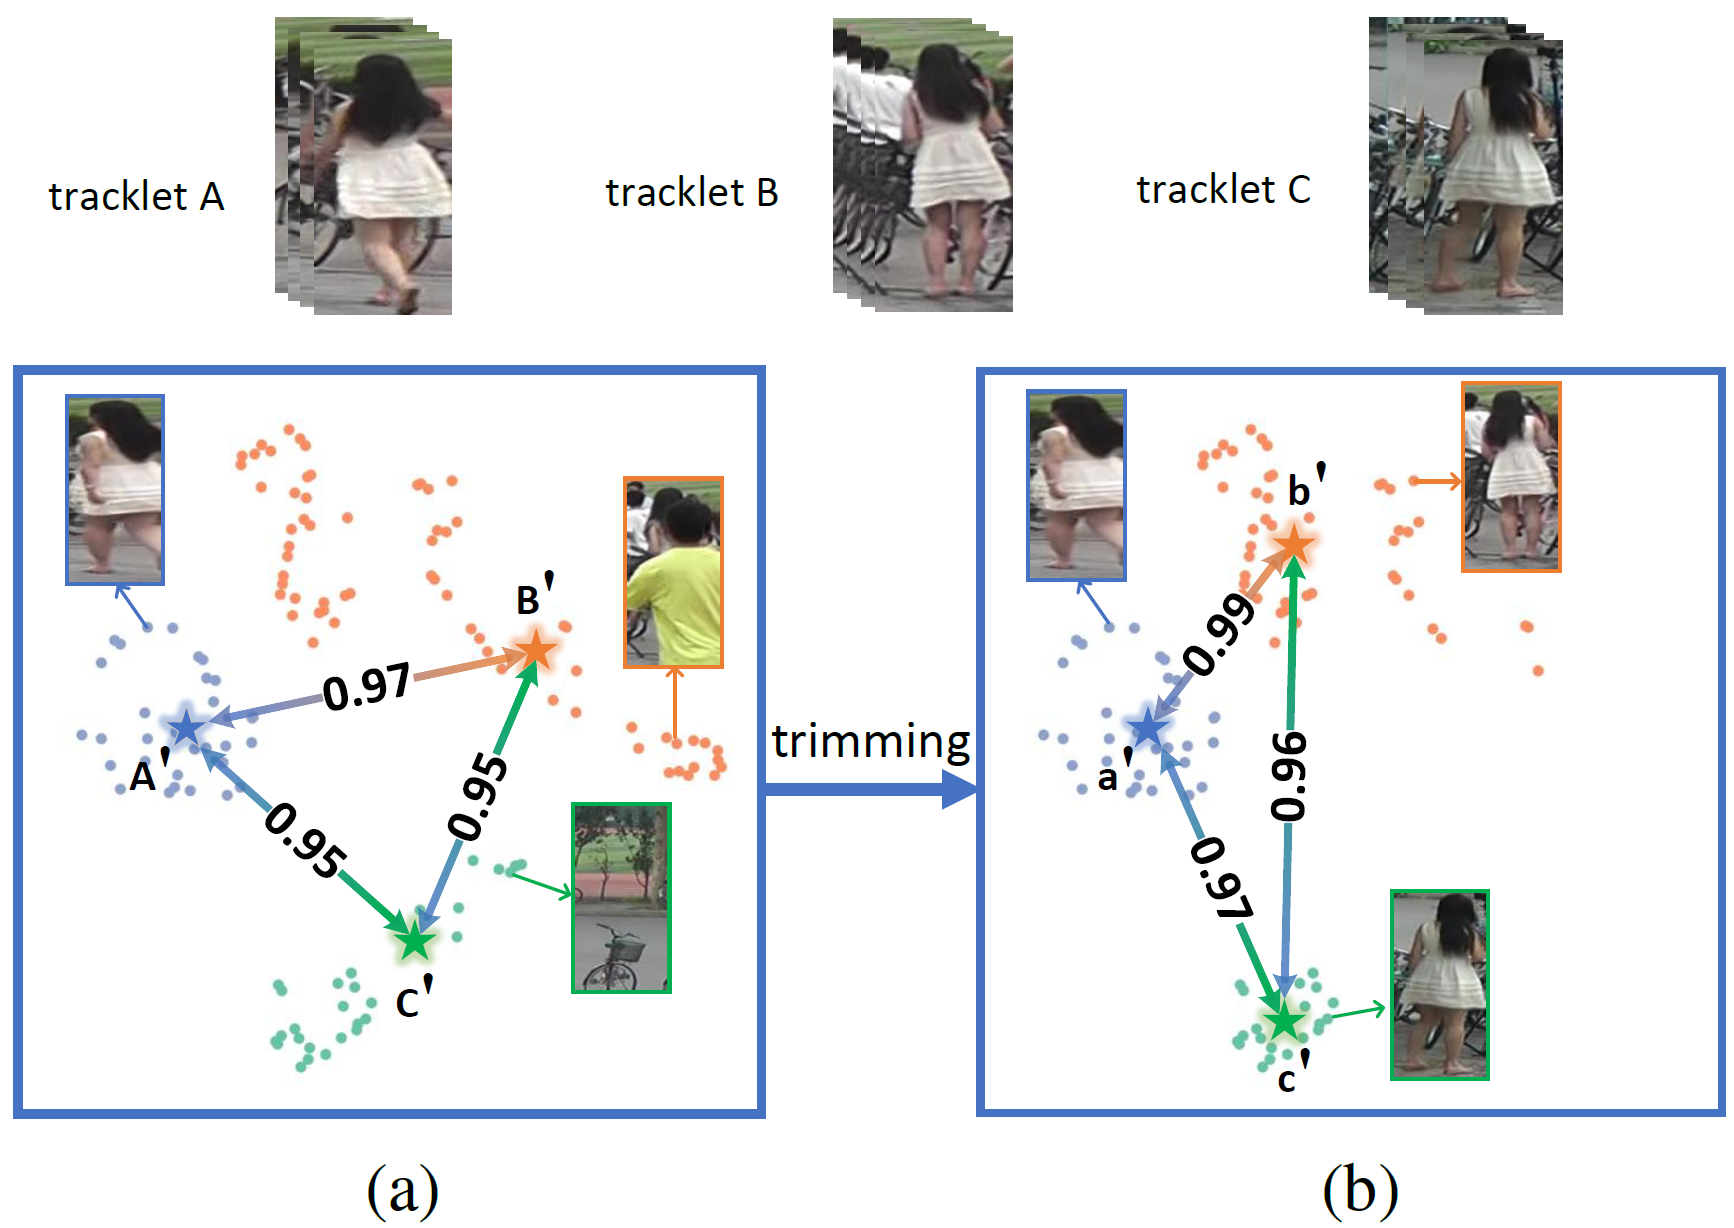 tracklet A
tracklet B
tracklet C
B'
0.97
A'
0.95
0.95
C'
trimming
b'
0.99
a'
0.96
0.97
c'
(a)
(b)